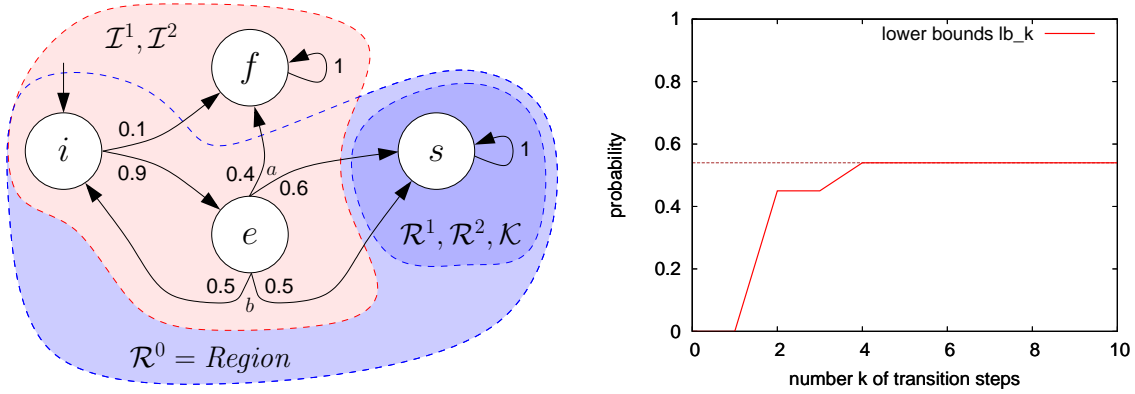 I¹, I²
f
1
0.1
i
0.9
0.4
a
0.6
s
1
e
R¹, R², K
0.5
0.5
b
R⁰ = Region
1
0.8
0.6
0.4
0.2
0
probability
lower bounds lb_k
0 2 4 6 8 10
number k of transition steps